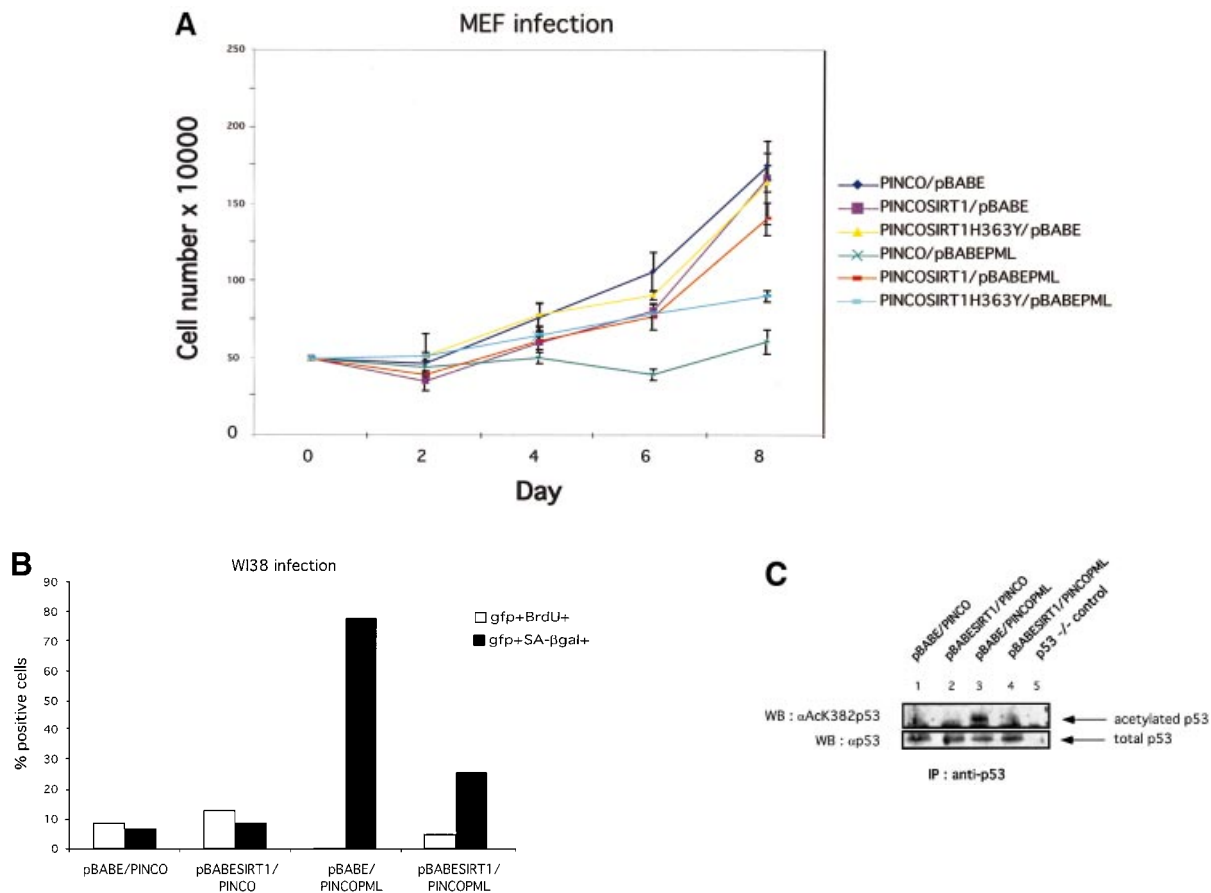 A
MEF infection
Cell number x 10000
250
200
150
100
50
0
0 2 4 6 8
Day
PINCO/pBABE
PINCOSIRT1/pBABE
PINCOSIRT1H363Y/pBABE
PINCO/pBABEPML
PINCOSIRT1/pBABEPML
PINCOSIRT1H363Y/pBABEPML
B
WI38 infection
% positive cells
90
80
70
60
50
40
30
20
10
0
gfp+BrdU+
gfp+SA-βgal+
pBABE/PINCO
pBABESIRT1/
PINCO
pBABE/
PINCOPML
pBABESIRT1/
PINCOPML
C
pBABE/PINCO
pBABESIRT1/PINCO
pBABE/PINCOPML
pBABESIRT1/PINCOPML
p53 -/- control
1 2 3 4 5
WB : αAcK382p53
acetylated p53
WB : αp53
total p53
IP : anti-p53